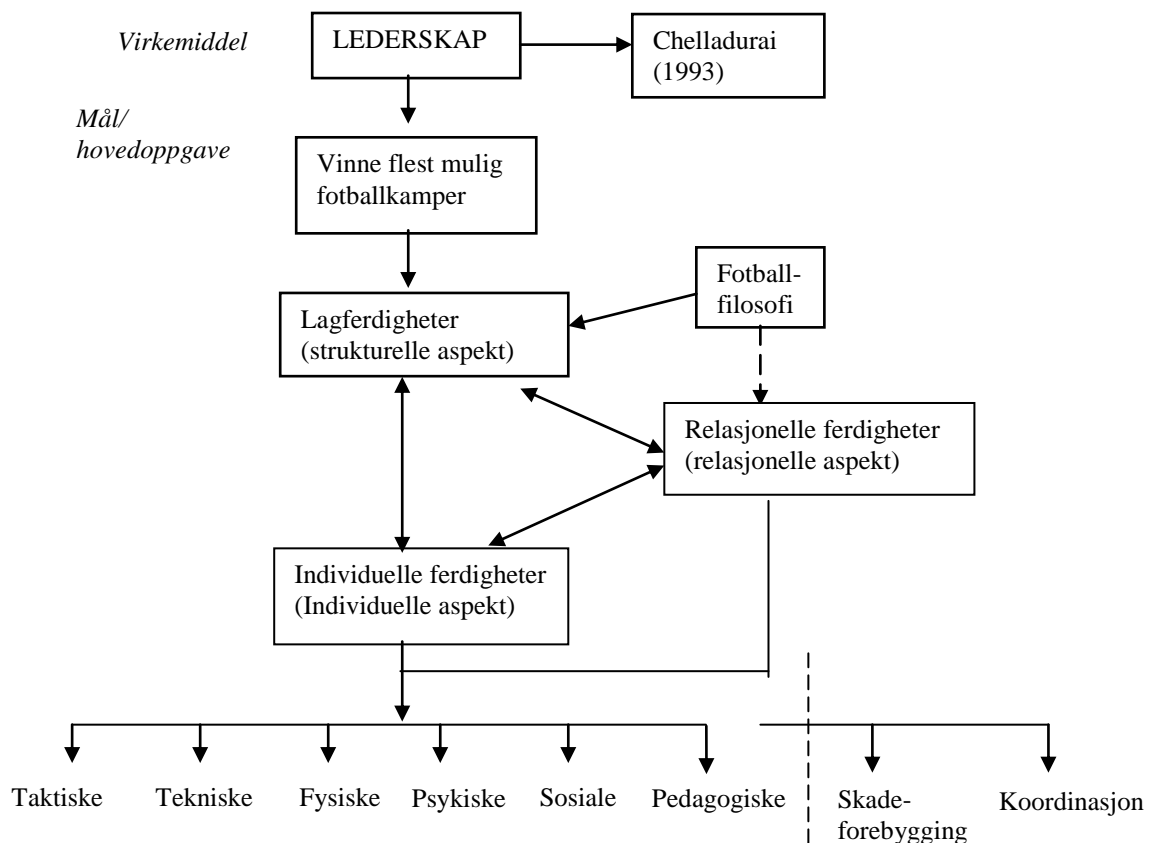 Virkemiddel
LEDERSKAP
Chelladurai
(1993)
Mål/
hovedoppgave
Vinne flest mulig
fotballkamper
Fotball-
filosofi
Lagferdigheter
(strukturelle aspekt)
Relasjonelle ferdigheter
(relasjonelle aspekt)
Individuelle ferdigheter
(Individuelle aspekt)
Taktiske
Tekniske
Fysiske
Psykiske
Sosiale
Pedagogiske
Skade-
forebygging
Koordinasjon